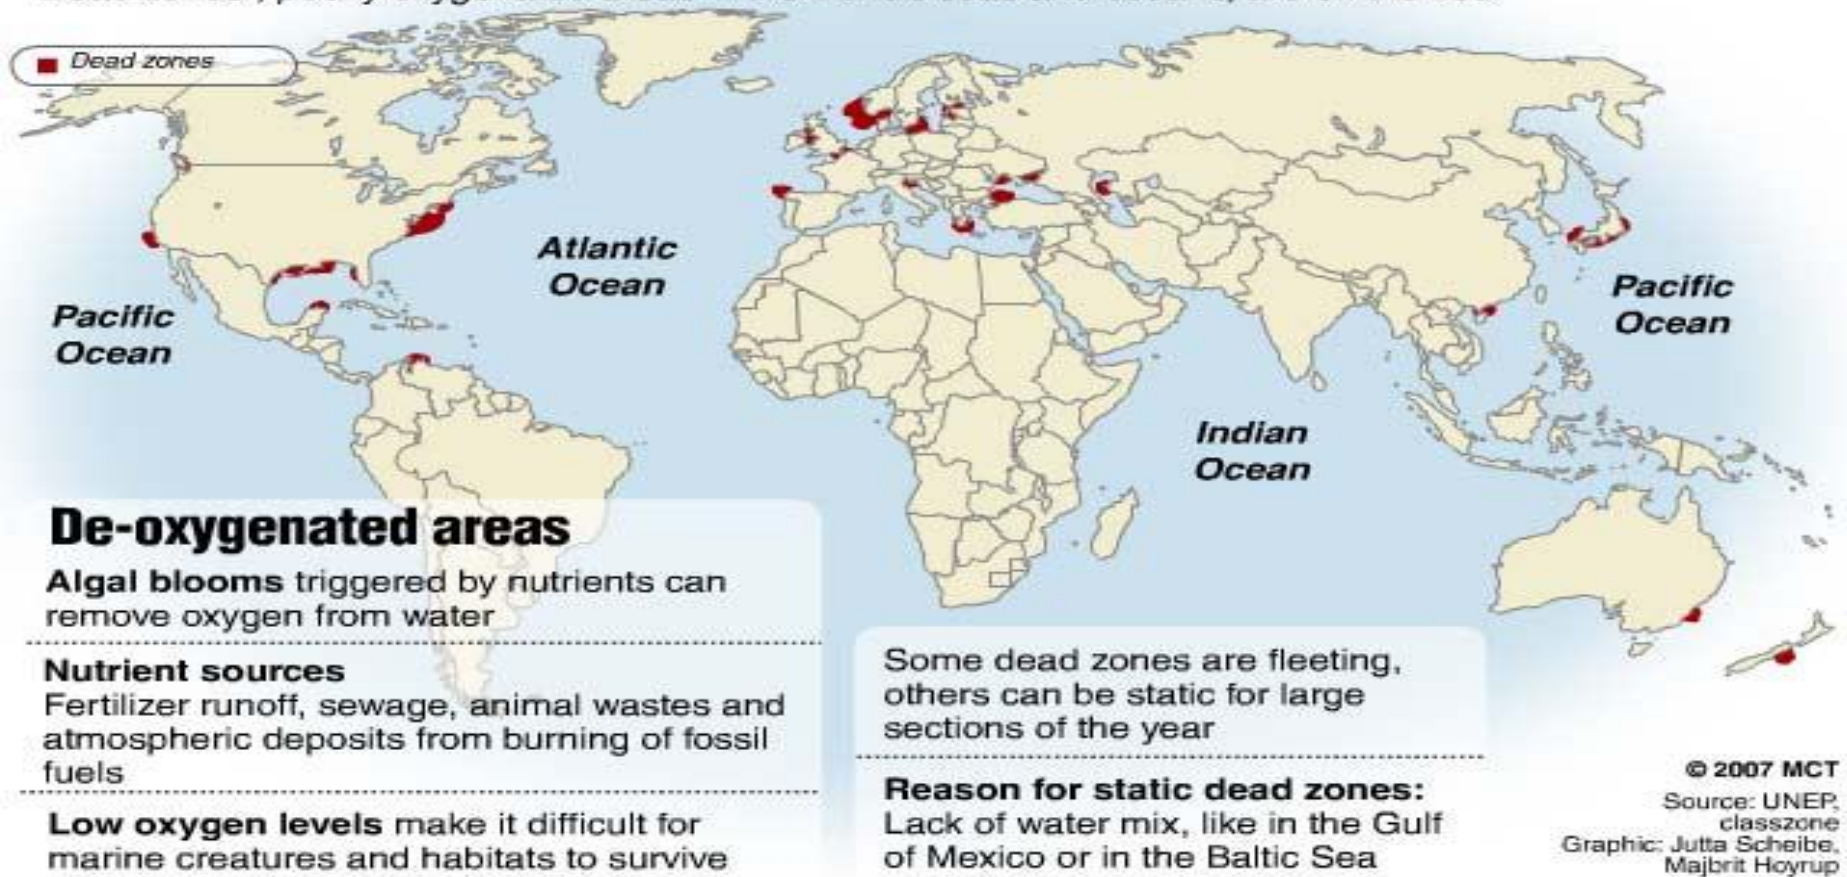 Dead zones
Atlantic
Ocean
Pacific
Ocean
Pacific
Ocean
Indian
Ocean
De-oxygenated areas
Algal blooms triggered by nutrients can
remove oxygen from water
Nutrient sources
Fertilizer runoff, sewage, animal wastes and
atmospheric deposits from burning of fossil
fuels
Low oxygen levels make it difficult for
marine creatures and habitats to survive
Some dead zones are fleeting,
others can be static for large
sections of the year
Reason for static dead zones:
Lack of water mix, like in the Gulf
of Mexico or in the Baltic Sea
© 2007 MCT
Source: UNEP,
classzone
Graphic: Jutta Scheibe,
Majbrit Hoyrup